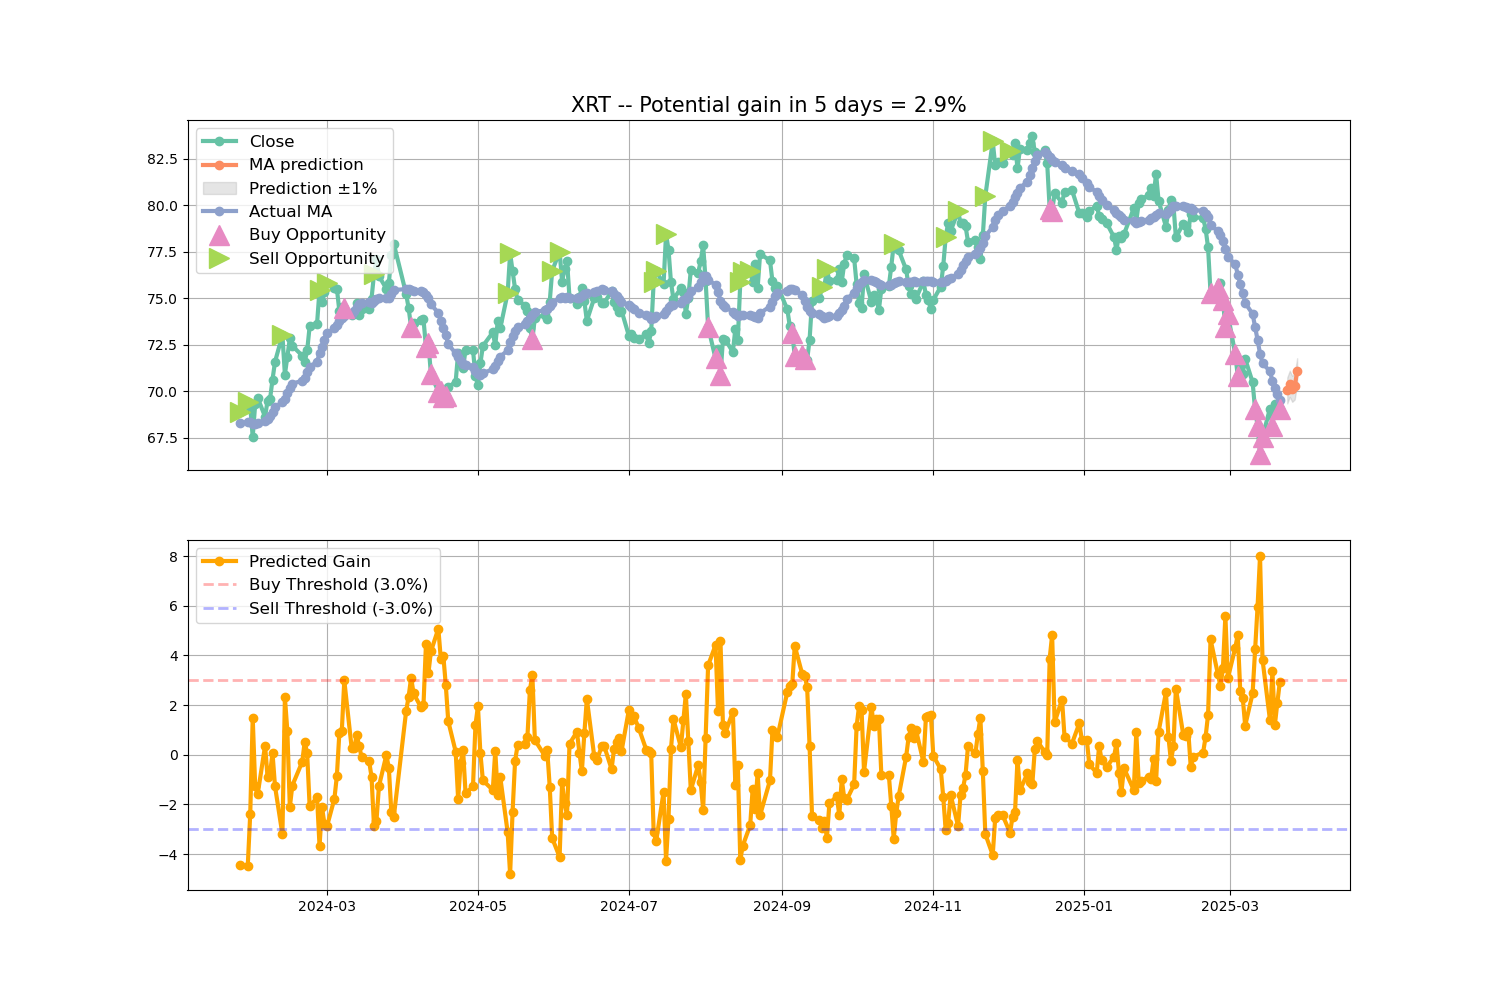 XRT -- Potential gain in 5 days = 2.9%
Close
MA prediction
Prediction ±1%
Actual MA
Buy Opportunity
Sell Opportunity
82.5
80.0
77.5
75.0
72.5
70.0
67.5
Predicted Gain
Buy Threshold (3.0%)
Sell Threshold (-3.0%)
8
6
4
2
0
−2
−4
2024-03
2024-05
2024-07
2024-09
2024-11
2025-01
2025-03